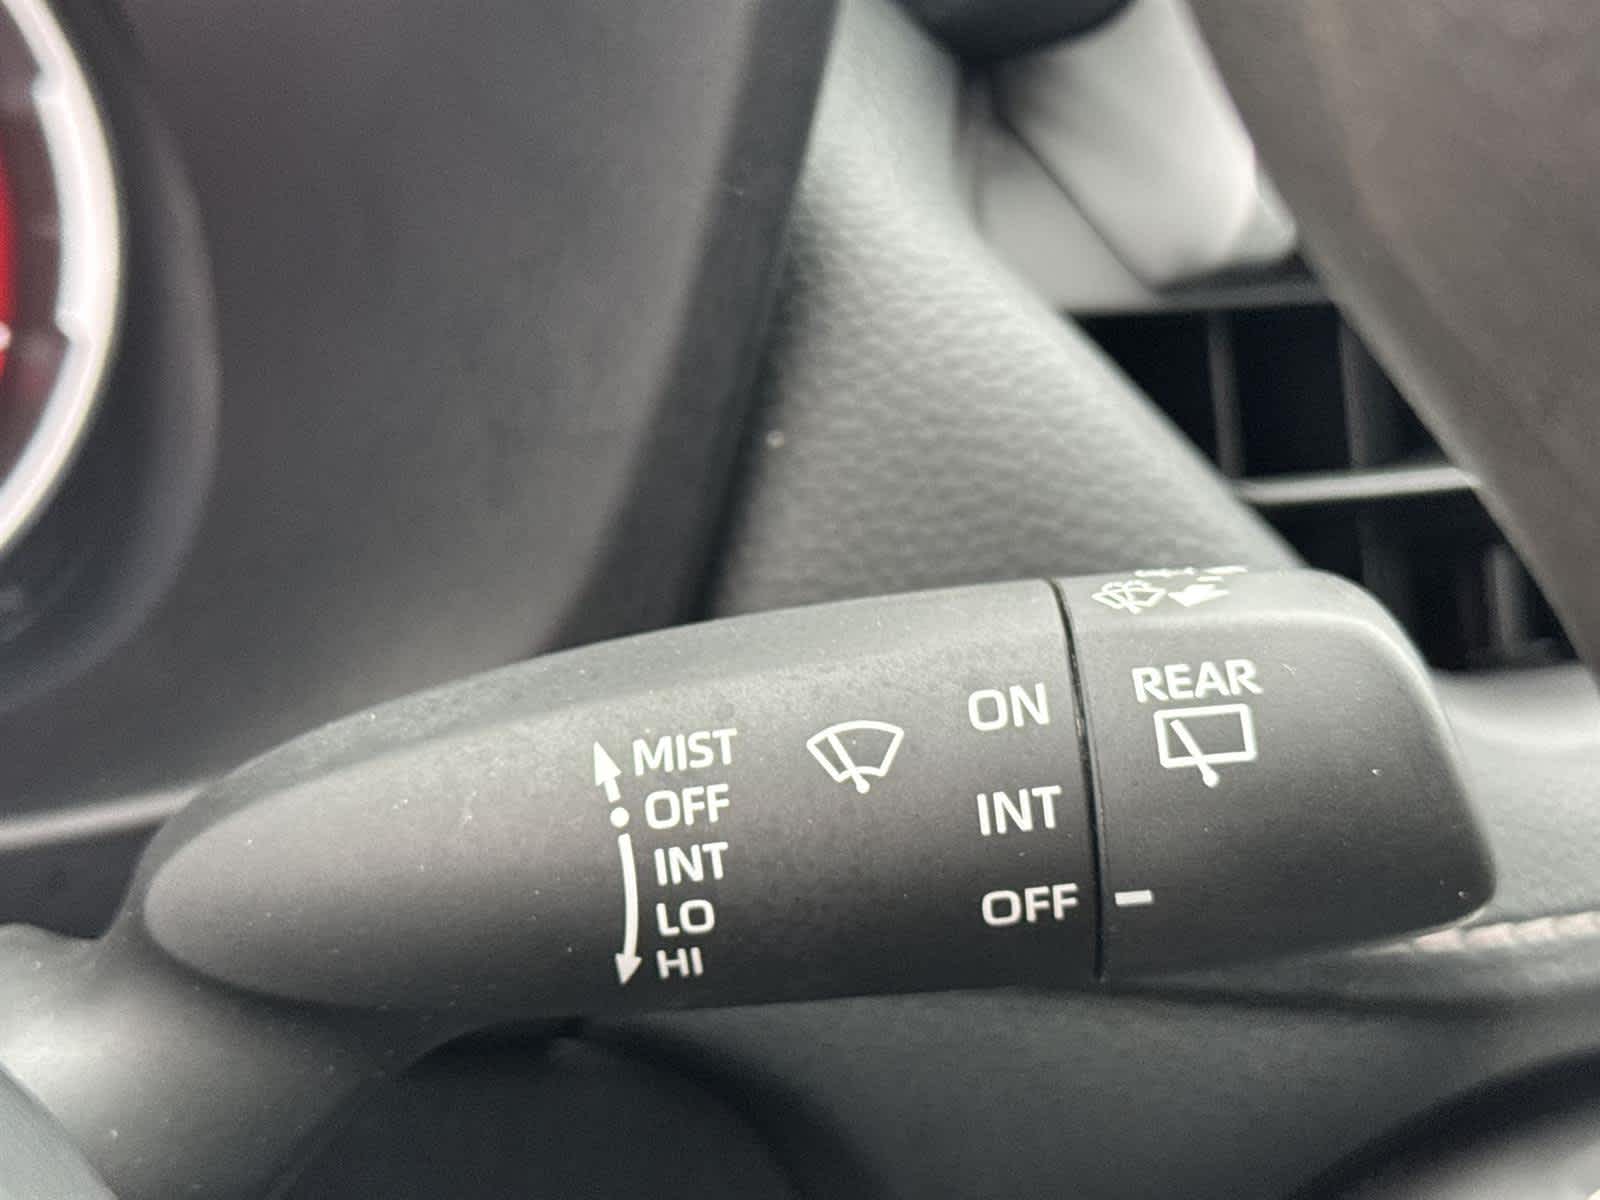 MIST
OFF
INT
LO
HI
ON
INT
OFF
REAR